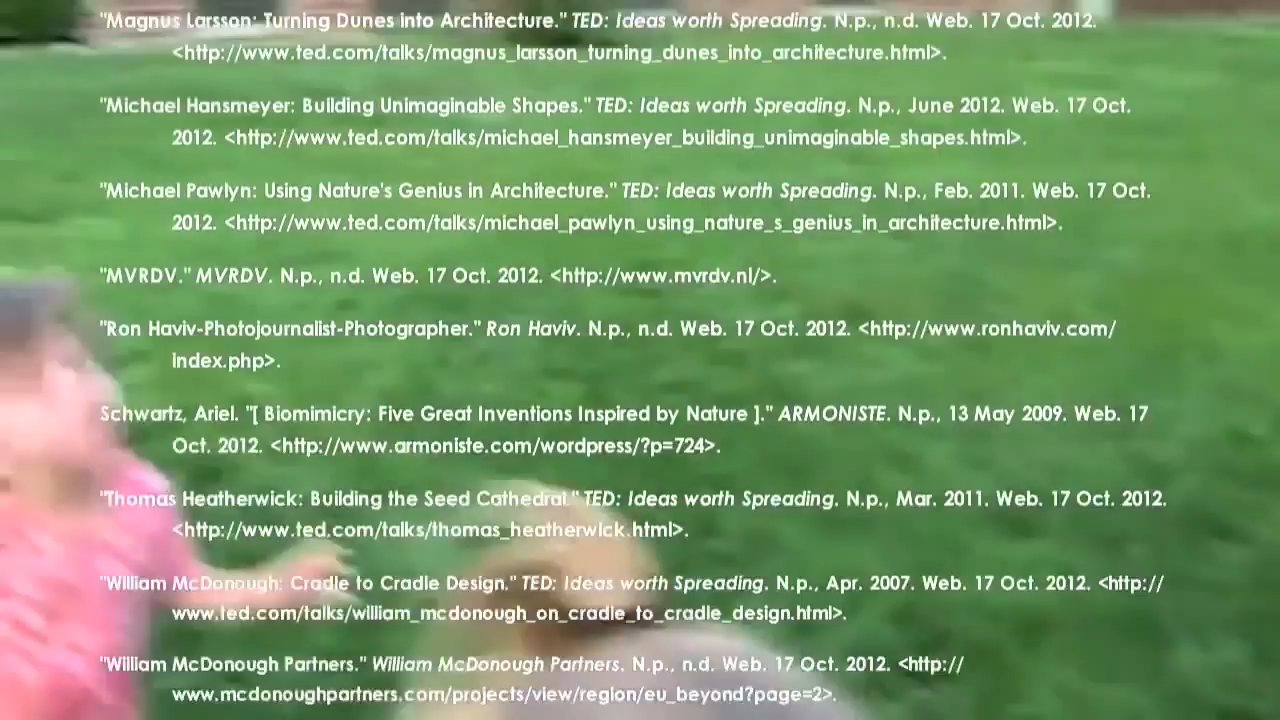 "Magnus Larsson: Turning Dunes into Architecture." TED: Ideas worth Spreading. N.p., n.d. Web. 17 Oct. 2012.
<http://www.ted.com/talks/magnus_larsson_turning_dunes_into_architecture.html>.
"Michael Hansmeyer: Building Unimaginable Shapes." TED: Ideas worth Spreading. N.p., June 2012. Web. 17 Oct.
2012. <http://www.ted.com/talks/michael_hansmeyer_building_unimaginable_shapes.html>.
"Michael Pawlyn: Using Nature's Genius in Architecture." TED: Ideas worth Spreading. N.p., Feb. 2011. Web. 17 Oct.
2012. <http://www.ted.com/talks/michael_pawlyn_using_nature_s_genius_in_architecture.html>.
"MVRDV." MVRDV. N.p., n.d. Web. 17 Oct. 2012. <http://www.mvrdv.nl/>.
"Ron Haviv-Photojournalist-Photographer." Ron Haviv. N.p., n.d. Web. 17 Oct. 2012. <http://www.ronhaviv.com/
index.php>.
Schwartz, Ariel. "[ Biomimicry: Five Great Inventions Inspired by Nature ]." ARMONISTE. N.p., 13 May 2009. Web. 17
Oct. 2012. <http://www.armoniste.com/wordpress/?p=724>.
"Thomas Heatherwick: Building the Seed Cathedral." TED: Ideas worth Spreading. N.p., Mar. 2011. Web. 17 Oct. 2012.
<http://www.ted.com/talks/thomas_heatherwick.html>.
"William McDonough: Cradle to Cradle Design." TED: Ideas worth Spreading. N.p., Apr. 2007. Web. 17 Oct. 2012. <http://
www.ted.com/talks/william_mcdonough_on_cradle_to_cradle_design.html>.
"William McDonough Partners." William McDonough Partners. N.p., n.d. Web. 17 Oct. 2012. <http://
www.mcdonoughpartners.com/projects/view/region/eu_beyond?page=2>.